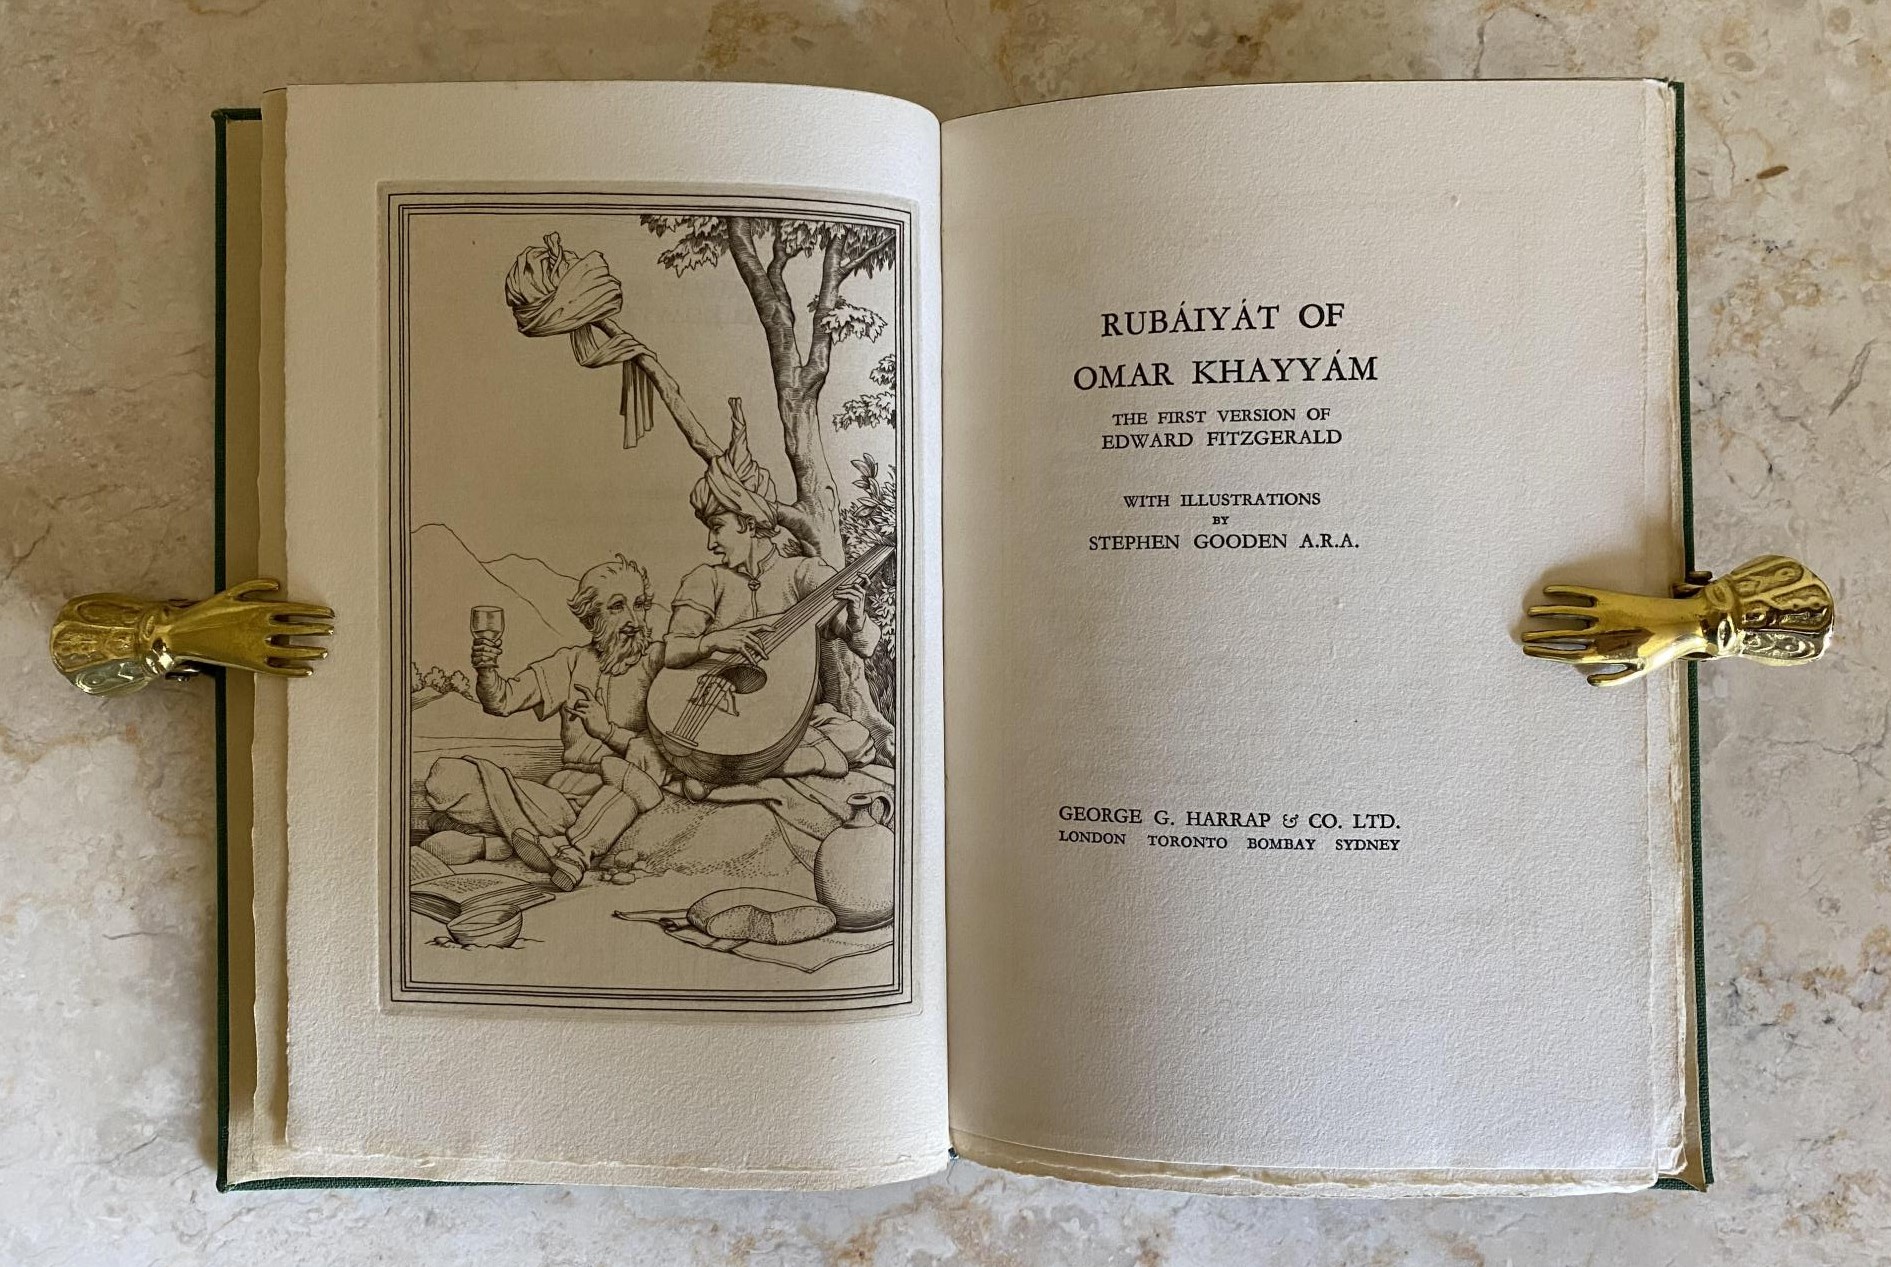 RUBÁIYÁT OF
OMAR KHAYYÁM
THE FIRST VERSION OF
EDWARD FITZGERALD
WITH ILLUSTRATIONS
BY
STEPHEN GOODEN A.R.A.
GEORGE G. HARRAP & CO. LTD.
LONDON TORONTO BOMBAY SYDNEY